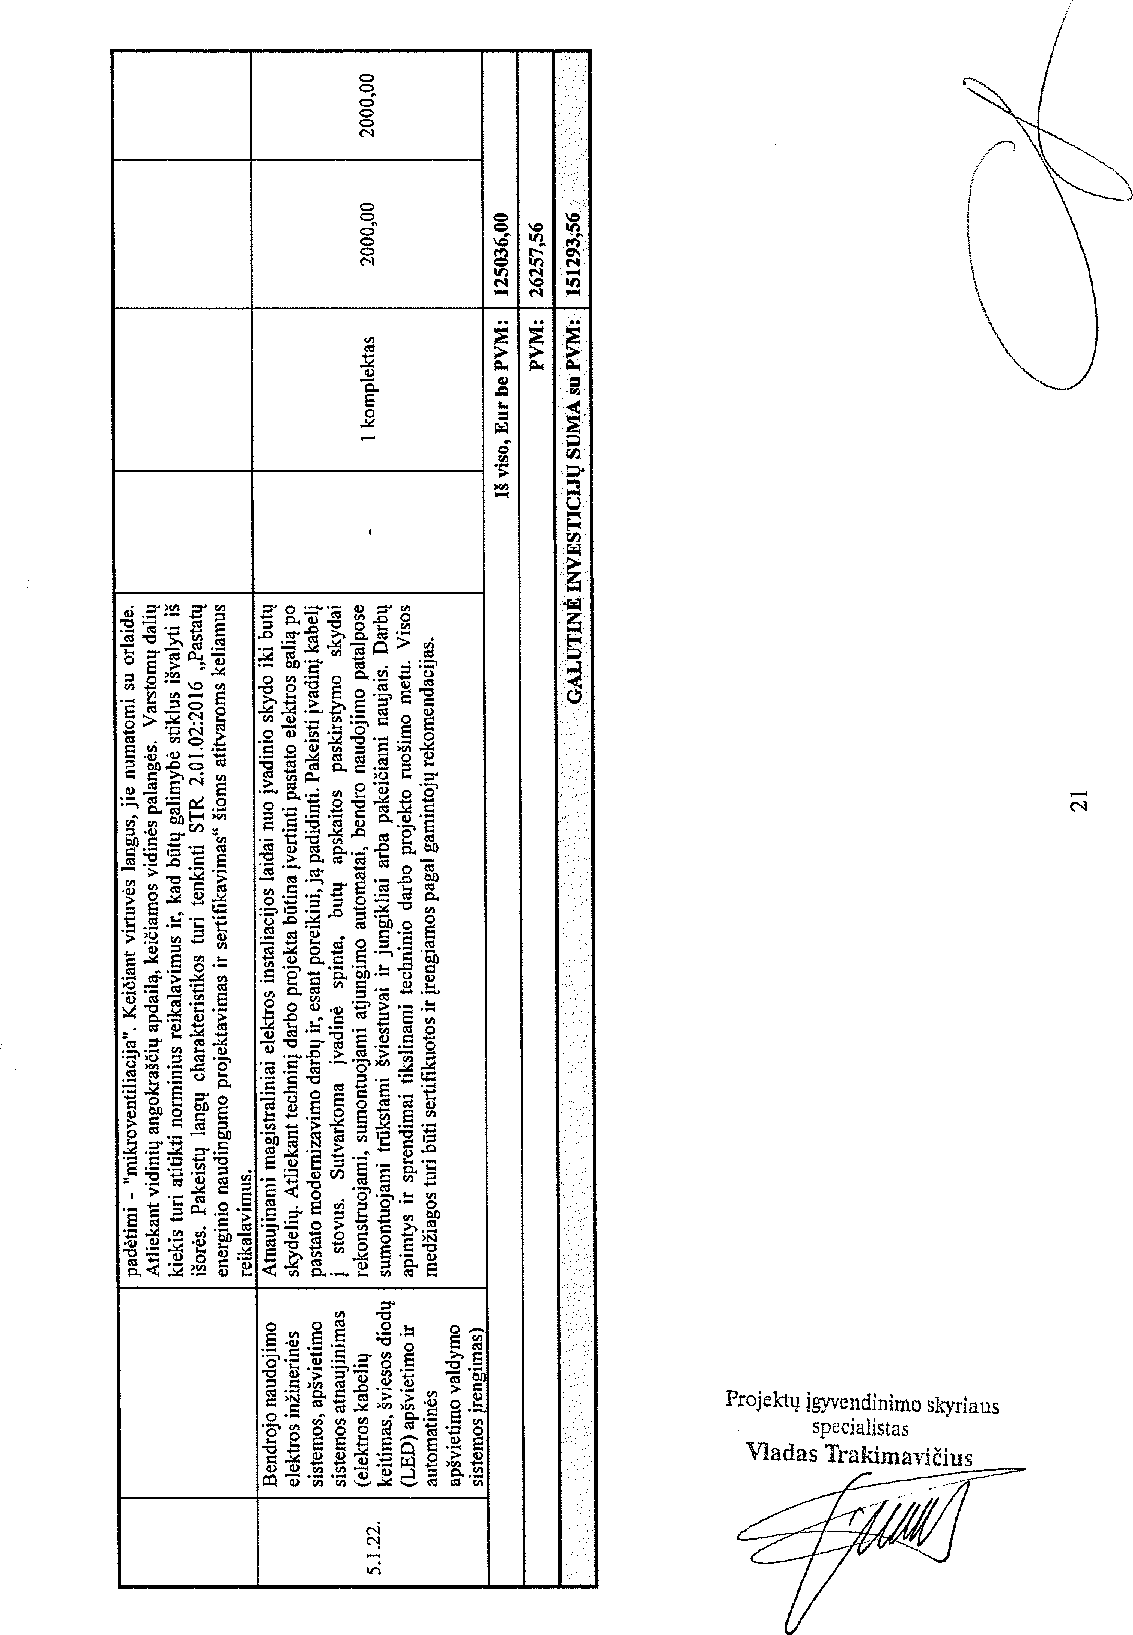 padėtimi - "mikroventiliacija". Keičiant virtuvės langus, jie numatomi su orlaide.
Atliekant vidinių angokraščių apdailą, keičiamos vidinės palangės. Varstomų dalių
kiekis turi atitikti norminius reikalavimus ir, kad būtų galimybė stiklus išvalyti iš
išorės. Pakeistų langų charakteristikos turi tenkinti STR 2.01.02:2016 „Pastatų
energinio naudingumo projektavimas ir sertifikavimas“ šioms atitvaroms keliamus
reikalavimus.
5.1.22.
Bendrojo naudojimo
elektros inžinerinės
sistemos, apšvietimo
sistemos atnaujinimas
(elektros kabelių
keitimas, šviesos diodų
(LED) apšvietimo ir
automatinės
apšvietimo valdymo
sistemos įrengimas)
Atnaujinami magistraliniai elektros instaliacijos laidai nuo įvadinio skydo iki butų
skydelių. Atliekant techninį darbo projekta būtina įvertinti pastato elektros galią po
pastato modernizavimo darbų ir, esant poreikiui, ją padidinti. Pakeisti įvadinį kabelį
į stovus. Sutvarkoma įvadinė spinta, butų apskaitos paskirstymo skydai
rekonstruojami, sumontuojami atjungimo automatai, bendro naudojimo patalpose
sumontuojami trūkstami šviestuvai ir jungikliai arba pakeičiami naujais. Darbų
apimtys ir sprendimai tikslinami techninio darbo projekto ruošimo metu. Visos
medžiagos turi būti sertifikuotos ir įrengiamos pagal gamintojų rekomendacijas.
-
1 komplektas
2000,00
2000,00
Iš viso, Eur be PVM: 125036,00
PVM: 26257,56
GALUTINĖ INVESTICIJŲ SUMA su PVM: 151293,56
21
Projektų įgyvendinimo skyriaus
specialistas
Vladas Trakimavičius